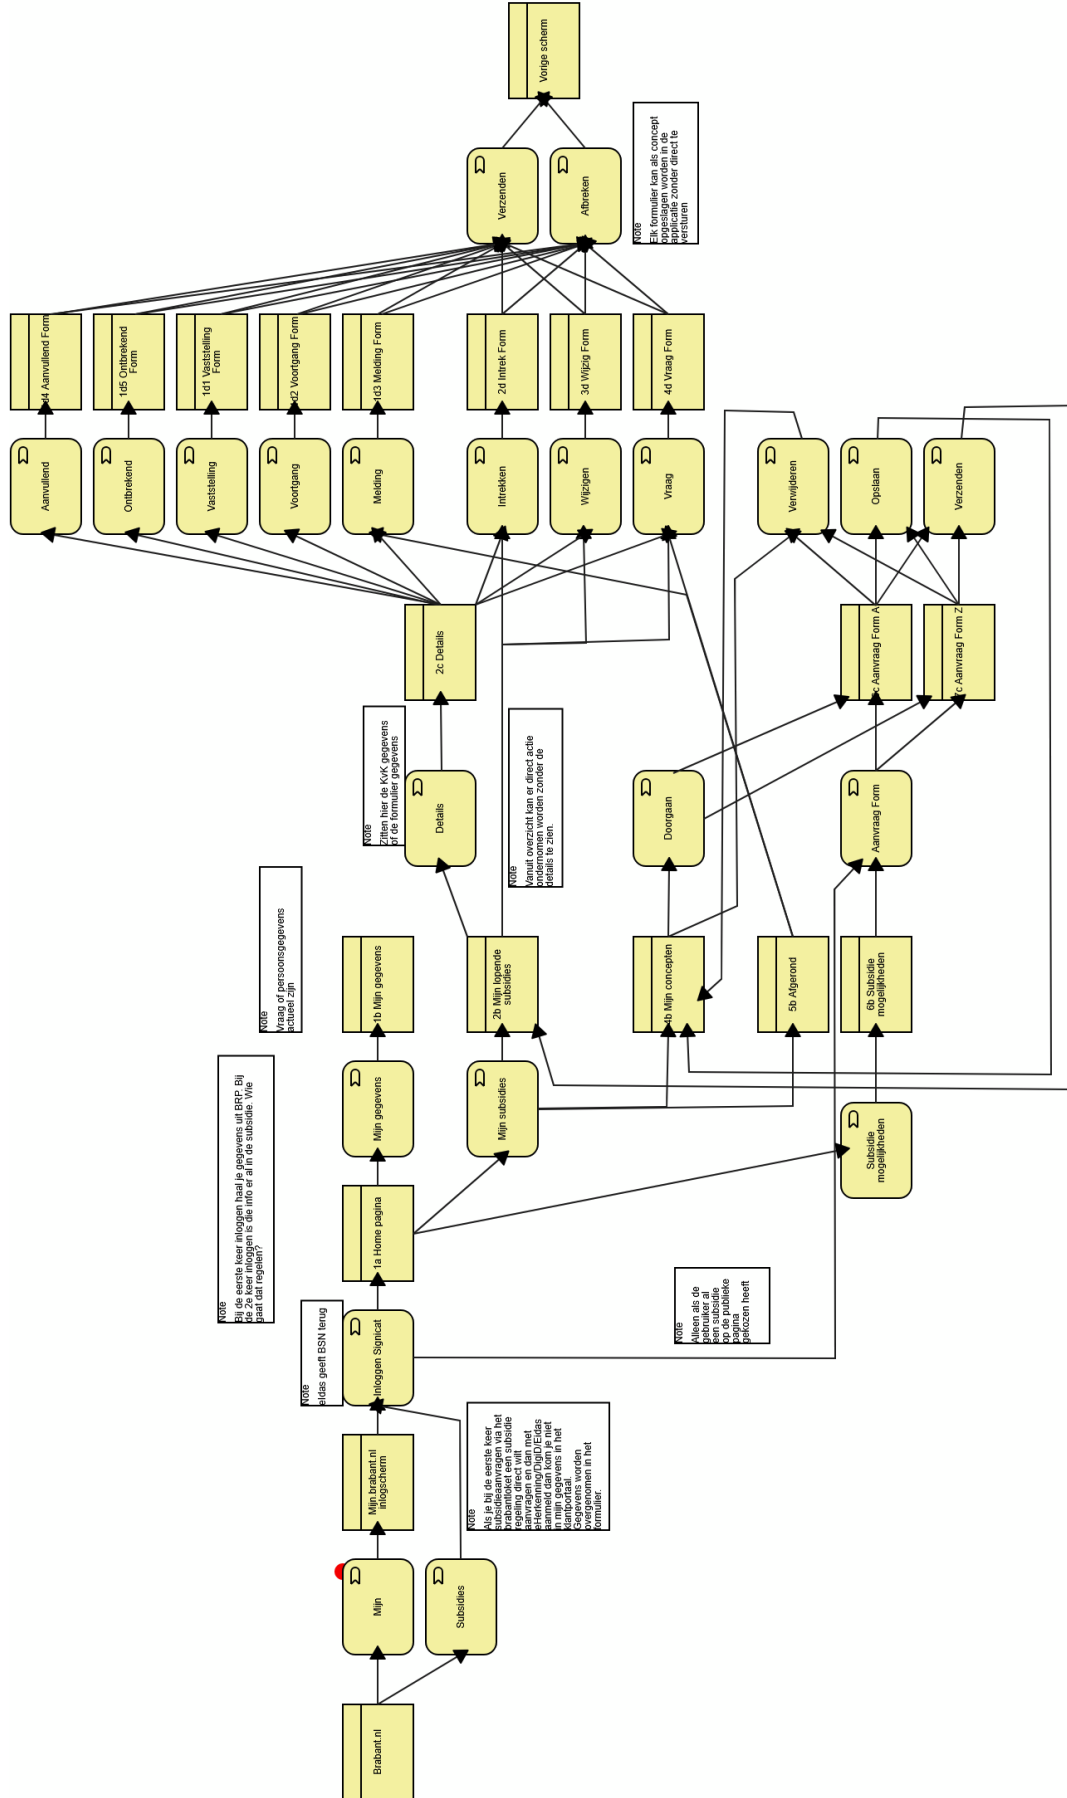 Brabant.nl
Mijn
Subsidies
Mijn.brabant.nl
inlogscherm
Note
Als je bij de eerste keer
subsidieaanvragen via het
brabantloket een subsidie
regeling direct wilt
aanvragen en dan met
eHerkenning/DigiD/Eidas
aanmeld dan kom je niet
in mijn gegevens in het
klantportaal.
Gegevens worden
overgenomen in het
formulier.
Note
eIdas geeft BSN terug
Inloggen Signicat
Note
Bij de eerste keer inloggen haal je gegevens uit BRP. Bij
de 2e keer inloggen is die info er al in de subsidie. Wie
gaat dat regelen?
1a Home pagina
Note
Alleen als de
gebruiker al
een subsidie
op de publieke
pagina
gekozen heeft
Mijn gegevens
Mijn subsidies
Subsidie
mogelijkheden
Note
Vraag of persoonsgegevens
actueel zijn
1b Mijn gegevens
2b Mijn lopende
subsidies
4b Mijn concepten
5b Afgerond
6b Subsidie
mogelijkheden
Note
Zitten hier de KvK gegevens
of de formulier gegevens
Details
Note
Vanuit overzicht kan er direct actie
ondernomen worden zonder de
details te zien.
Doorgaan
Aanvraag Form
2c Details
7c Aanvraag Form A
7c Aanvraag Form Z
Aanvullend
Ontbrekend
Vaststelling
Voortgang
Melding
Intrekken
Wijzigen
Vraag
Verwijderen
Opslaan
Verzenden
1d4 Aanvullend Form
1d5 Ontbrekend
Form
1d1 Vaststelling
Form
1d2 Voortgang Form
1d3 Melding Form
2d Intrek Form
3d Wijzig Form
4d Vraag Form
Verzenden
Afbreken
Note
Elk formulier kan als concept
opgeslagen worden in de
applicatie zonder direct te
versturen
Vorige scherm